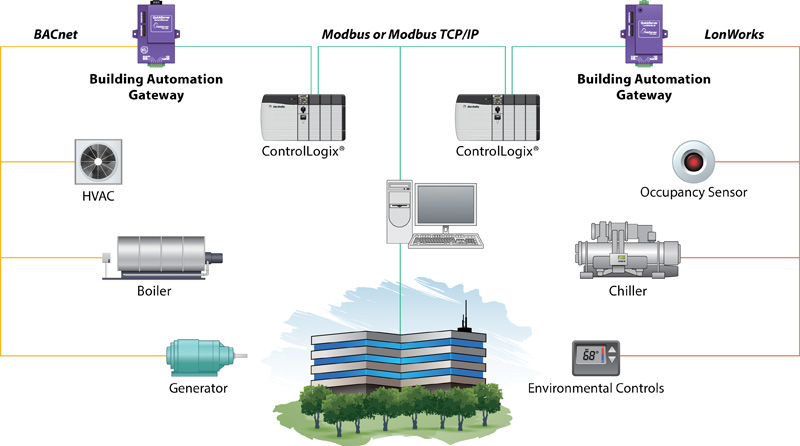 BACnet
Modbus or Modbus TCP/IP
LonWorks
Building Automation
Gateway
Building Automation
Gateway
ControlLogix®
ControlLogix®
HVAC
Occupancy Sensor
Boiler
Chiller
68°
Generator
Environmental Controls